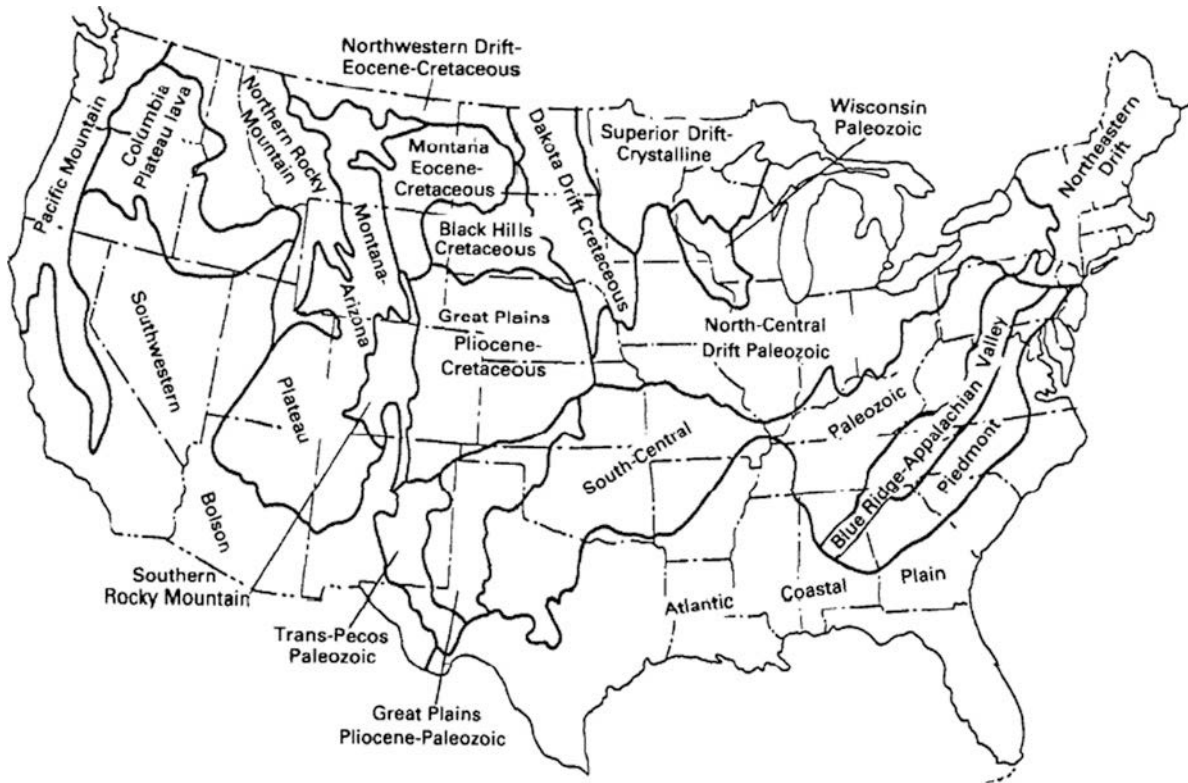 Northwestern Drift-
Eocene-Cretaceous
Wisconsin
Paleozoic
Pacific Mountain
Columbia
Plateau lava
Northern Rocky
Mountain
Montana
Eocene-
Cretaceous
Dakota Drift Cretaceous
Superior Drift-
Crystalline
Northeastern
Drift
Black Hills
Cretaceous
Montana-
Arizona
Plateau
Southwestern
Bolson
Great Plains
Pliocene-
Cretaceous
North-Central
Drift Paleozoic
South-Central
Paleozoic
Blue Ridge-Appalachian Valley
Piedmont
Southern
Rocky Mountain
Trans-Pecos
Paleozoic
Great Plains
Pliocene-Paleozoic
Atlantic
Coastal
Plain